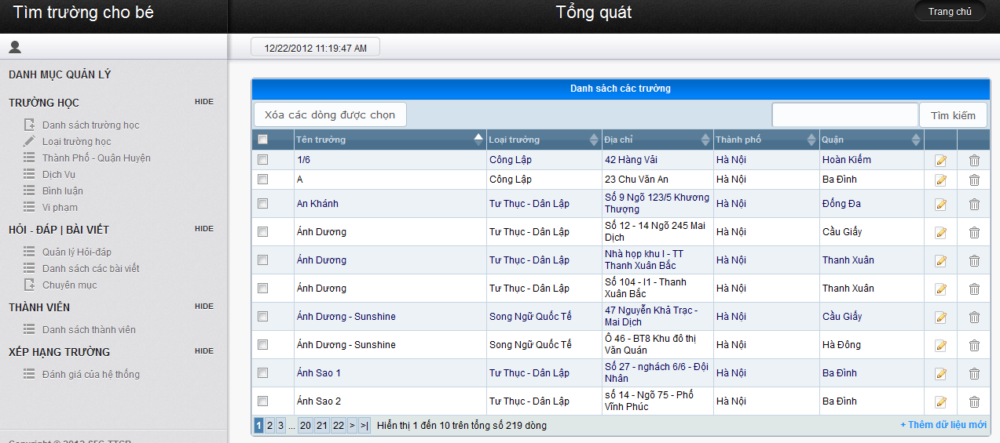 Tìm trường cho bé
Tổng quát
Trang chủ
12/22/2012 11:19:47 AM
DANH MỤC QUẢN LÝ
TRƯỜNG HỌC HIDE
Danh sách trường học
Loại trường học
Thành Phố - Quận Huyện
Dịch Vụ
Bình luận
Vi phạm
HỎI - ĐÁP | BÀI VIẾT HIDE
Quản lý Hỏi-đáp
Danh sách các bài viết
Chuyên mục
THÀNH VIÊN HIDE
Danh sách thành viên
XẾP HẠNG TRƯỜNG HIDE
Đánh giá của hệ thống
Danh sách các trường
Xóa các dòng được chọn Tìm kiếm
Tên trường Loại trường Địa chỉ Thành phố Quận
1/6 Công Lập 42 Hàng Vải Hà Nội Hoàn Kiếm
A Công Lập 23 Chu Văn An Hà Nội Ba Đình
An Khánh Tư Thục - Dân Lập Số 9 Ngõ 123/5 Khương Hà Nội Đống Đa
Thượng
Ánh Dương Tư Thục - Dân Lập Số 12 - 14 Ngõ 245 Mai Hà Nội Cầu Giấy
Dịch
Ánh Dương Tư Thục - Dân Lập Nhà họp khu I - TT Hà Nội Thanh Xuân
Thanh Xuân Bắc
Ánh Dương Tư Thục - Dân Lập Số 104 - I1 - Thanh Hà Nội Thanh Xuân
Xuân Bắc
Ánh Dương - Sunshine Song Ngữ Quốc Tế 47 Nguyễn Khả Trạc - Hà Nội Cầu Giấy
Mai Dịch
Ánh Dương - Sunshine Song Ngữ Quốc Tế Ô 46 - BT8 Khu đô thị Hà Nội Hà Đông
Văn Quán
Ánh Sao 1 Tư Thục - Dân Lập Số 27 - nghách 6/6 - Đội Hà Nội Ba Đình
Nhân
Ánh Sao 2 Tư Thục - Dân Lập số 14 - Ngõ 75 - Phố Hà Nội Ba Đình
Vĩnh Phúc
1 2 3 ... 20 21 22 > >| Hiển thị 1 đến 10 trên tổng số 219 dòng + Thêm dữ liệu mới